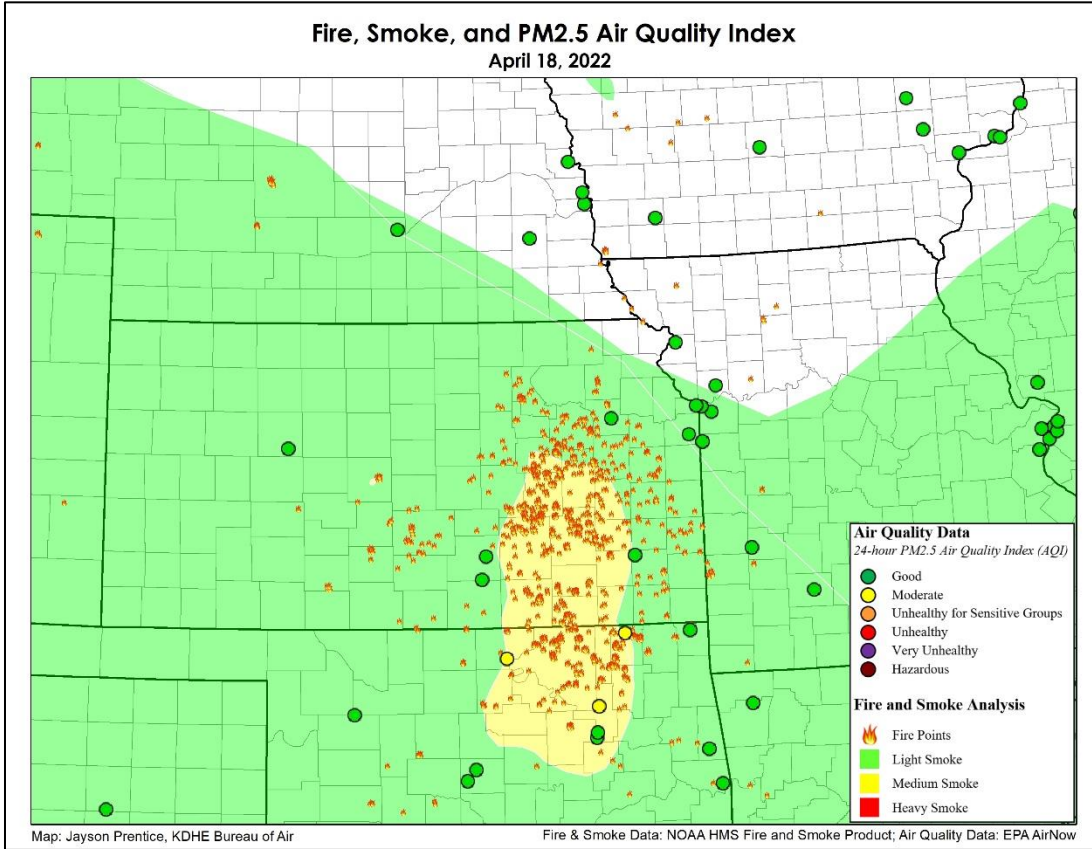 Fire, Smoke, and PM2.5 Air Quality Index
April 18, 2022
Air Quality Data
24-hour PM2.5 Air Quality Index (AQI)
Good
Moderate
Unhealthy for Sensitive Groups
Unhealthy
Very Unhealthy
Hazardous
Fire and Smoke Analysis
Fire Points
Light Smoke
Medium Smoke
Heavy Smoke
Map: Jayson Prentice, KDHE Bureau of Air
Fire & Smoke Data: NOAA HMS Fire and Smoke Product; Air Quality Data: EPA AirNow